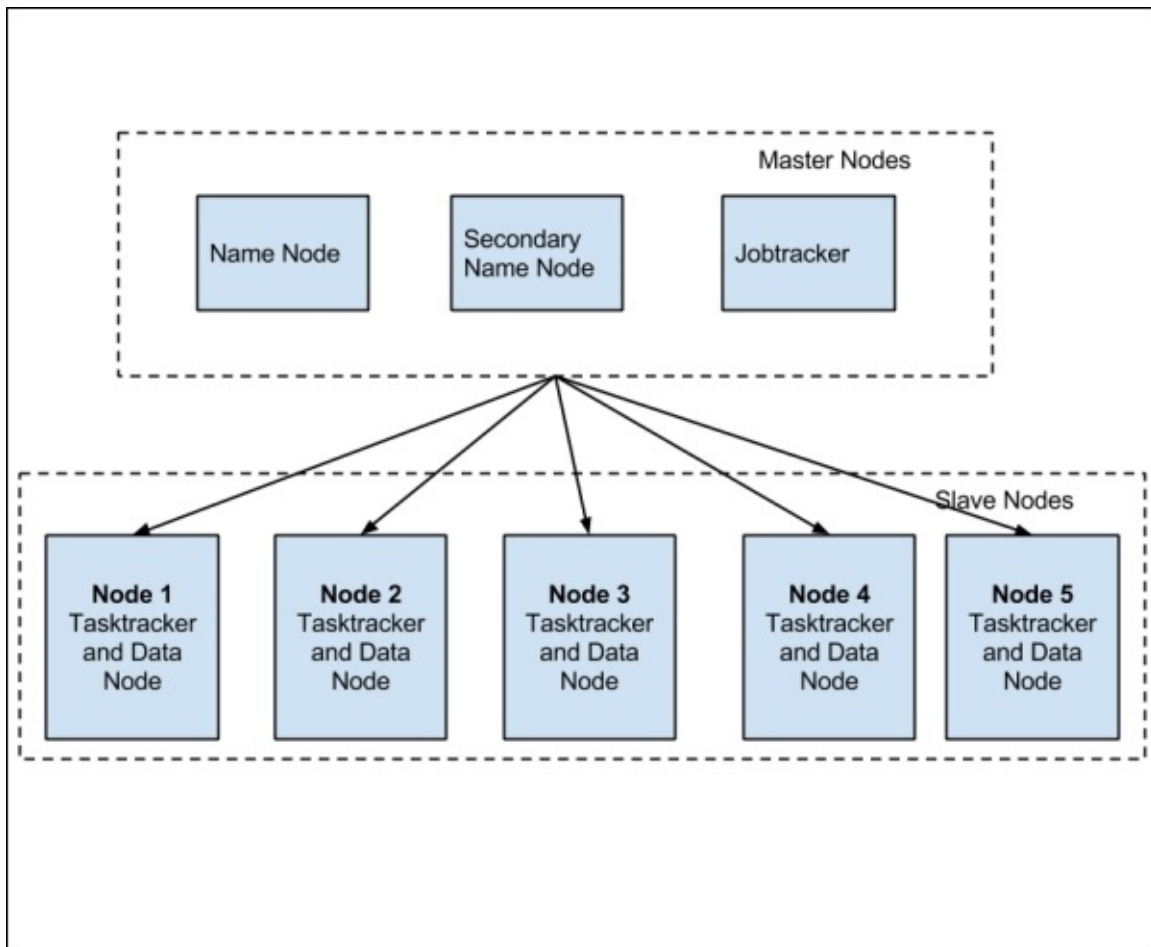 Master Nodes
Name Node
Secondary
Name Node
Jobtracker
Slave Nodes
Node 1
Tasktracker
and Data
Node
Node 2
Tasktracker
and Data
Node
Node 3
Tasktracker
and Data
Node
Node 4
Tasktracker
and Data
Node
Node 5
Tasktracker
and Data
Node